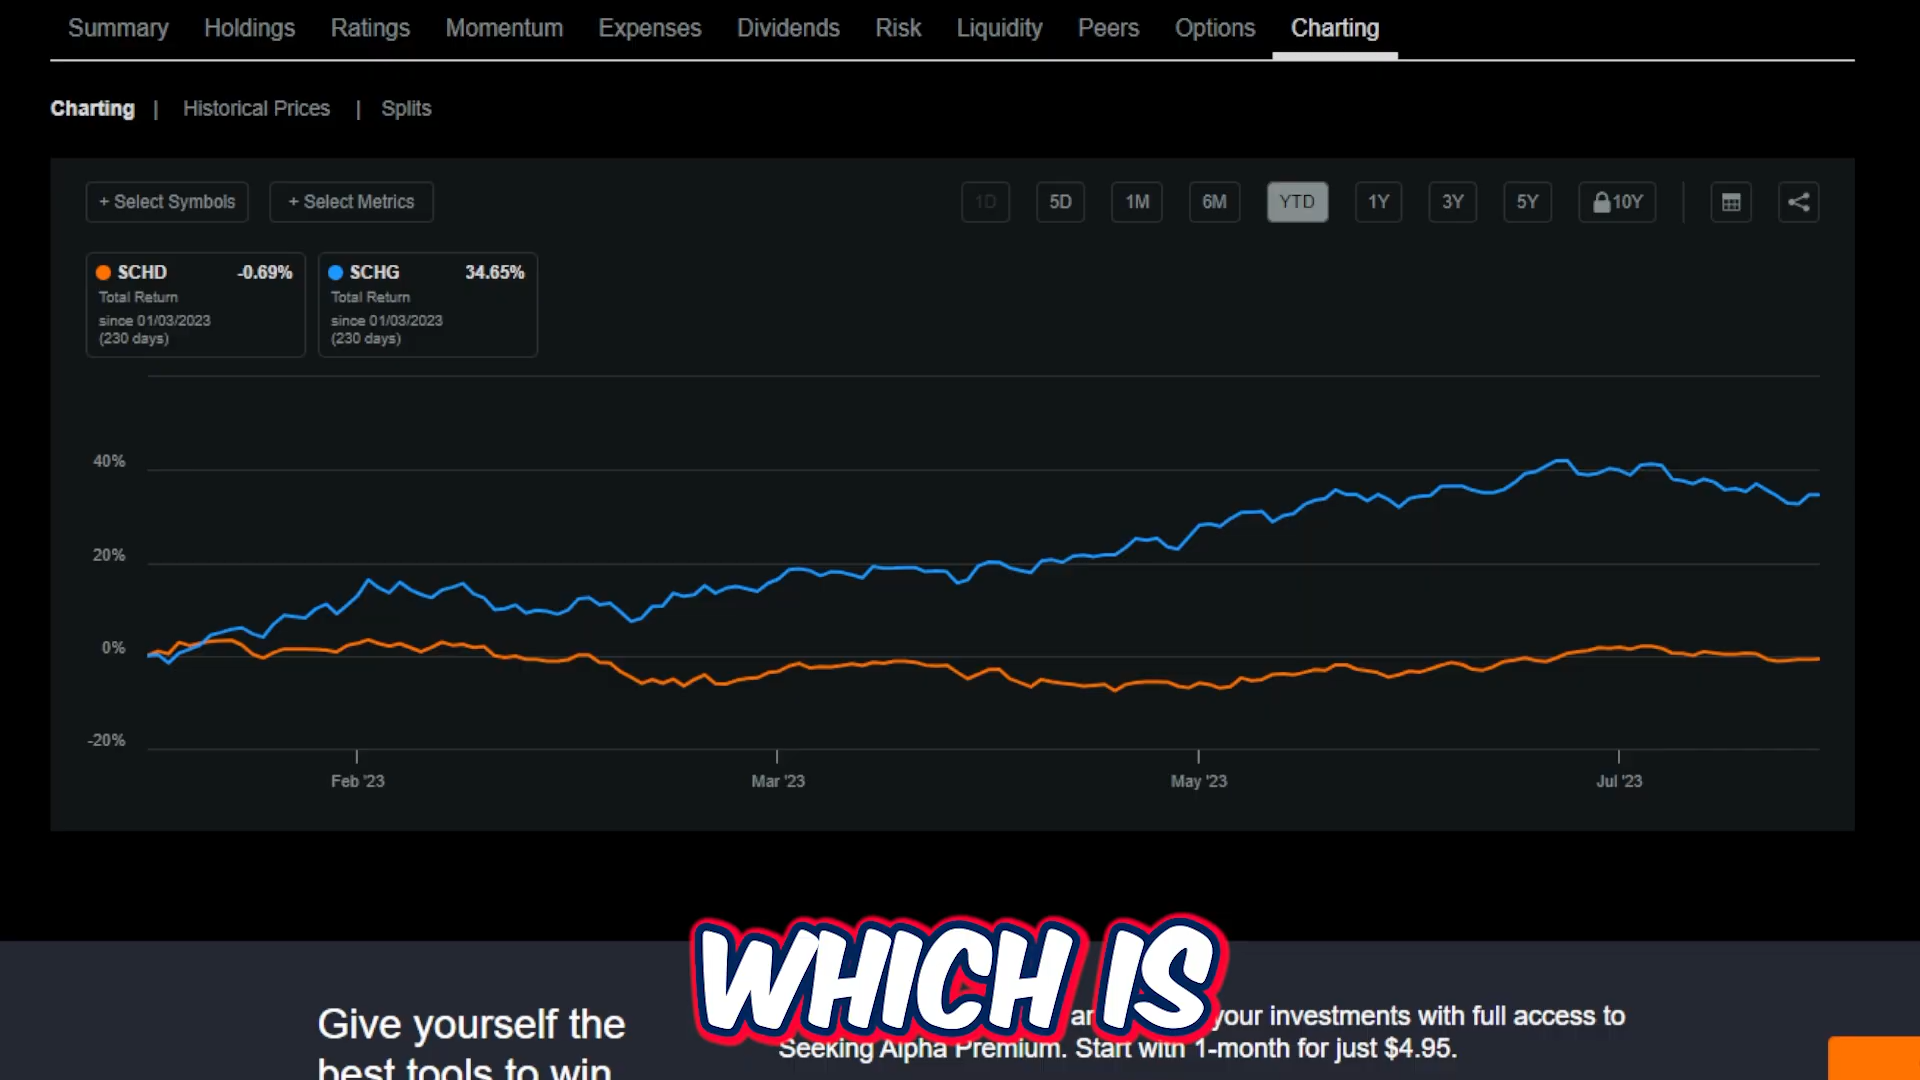 Summary Holdings Ratings Momentum Expenses Dividends Risk Liquidity Peers Options Charting
Charting | Historical Prices | Splits
+ Select Symbols + Select Metrics 1D 5D 1M 6M YTD 1Y 3Y 5Y 10Y
SCHD -0.69% SCHG 34.65%
Total Return Total Return
since 01/03/2023 since 01/03/2023
(230 days) (230 days)
40%
20%
0%
-20%
Feb '23 Mar '23 May '23 Jul '23
WHICH IS
Give yourself the
best tools to win
your investments with full access to
Seeking Alpha Premium. Start with 1-month for just $4.95.